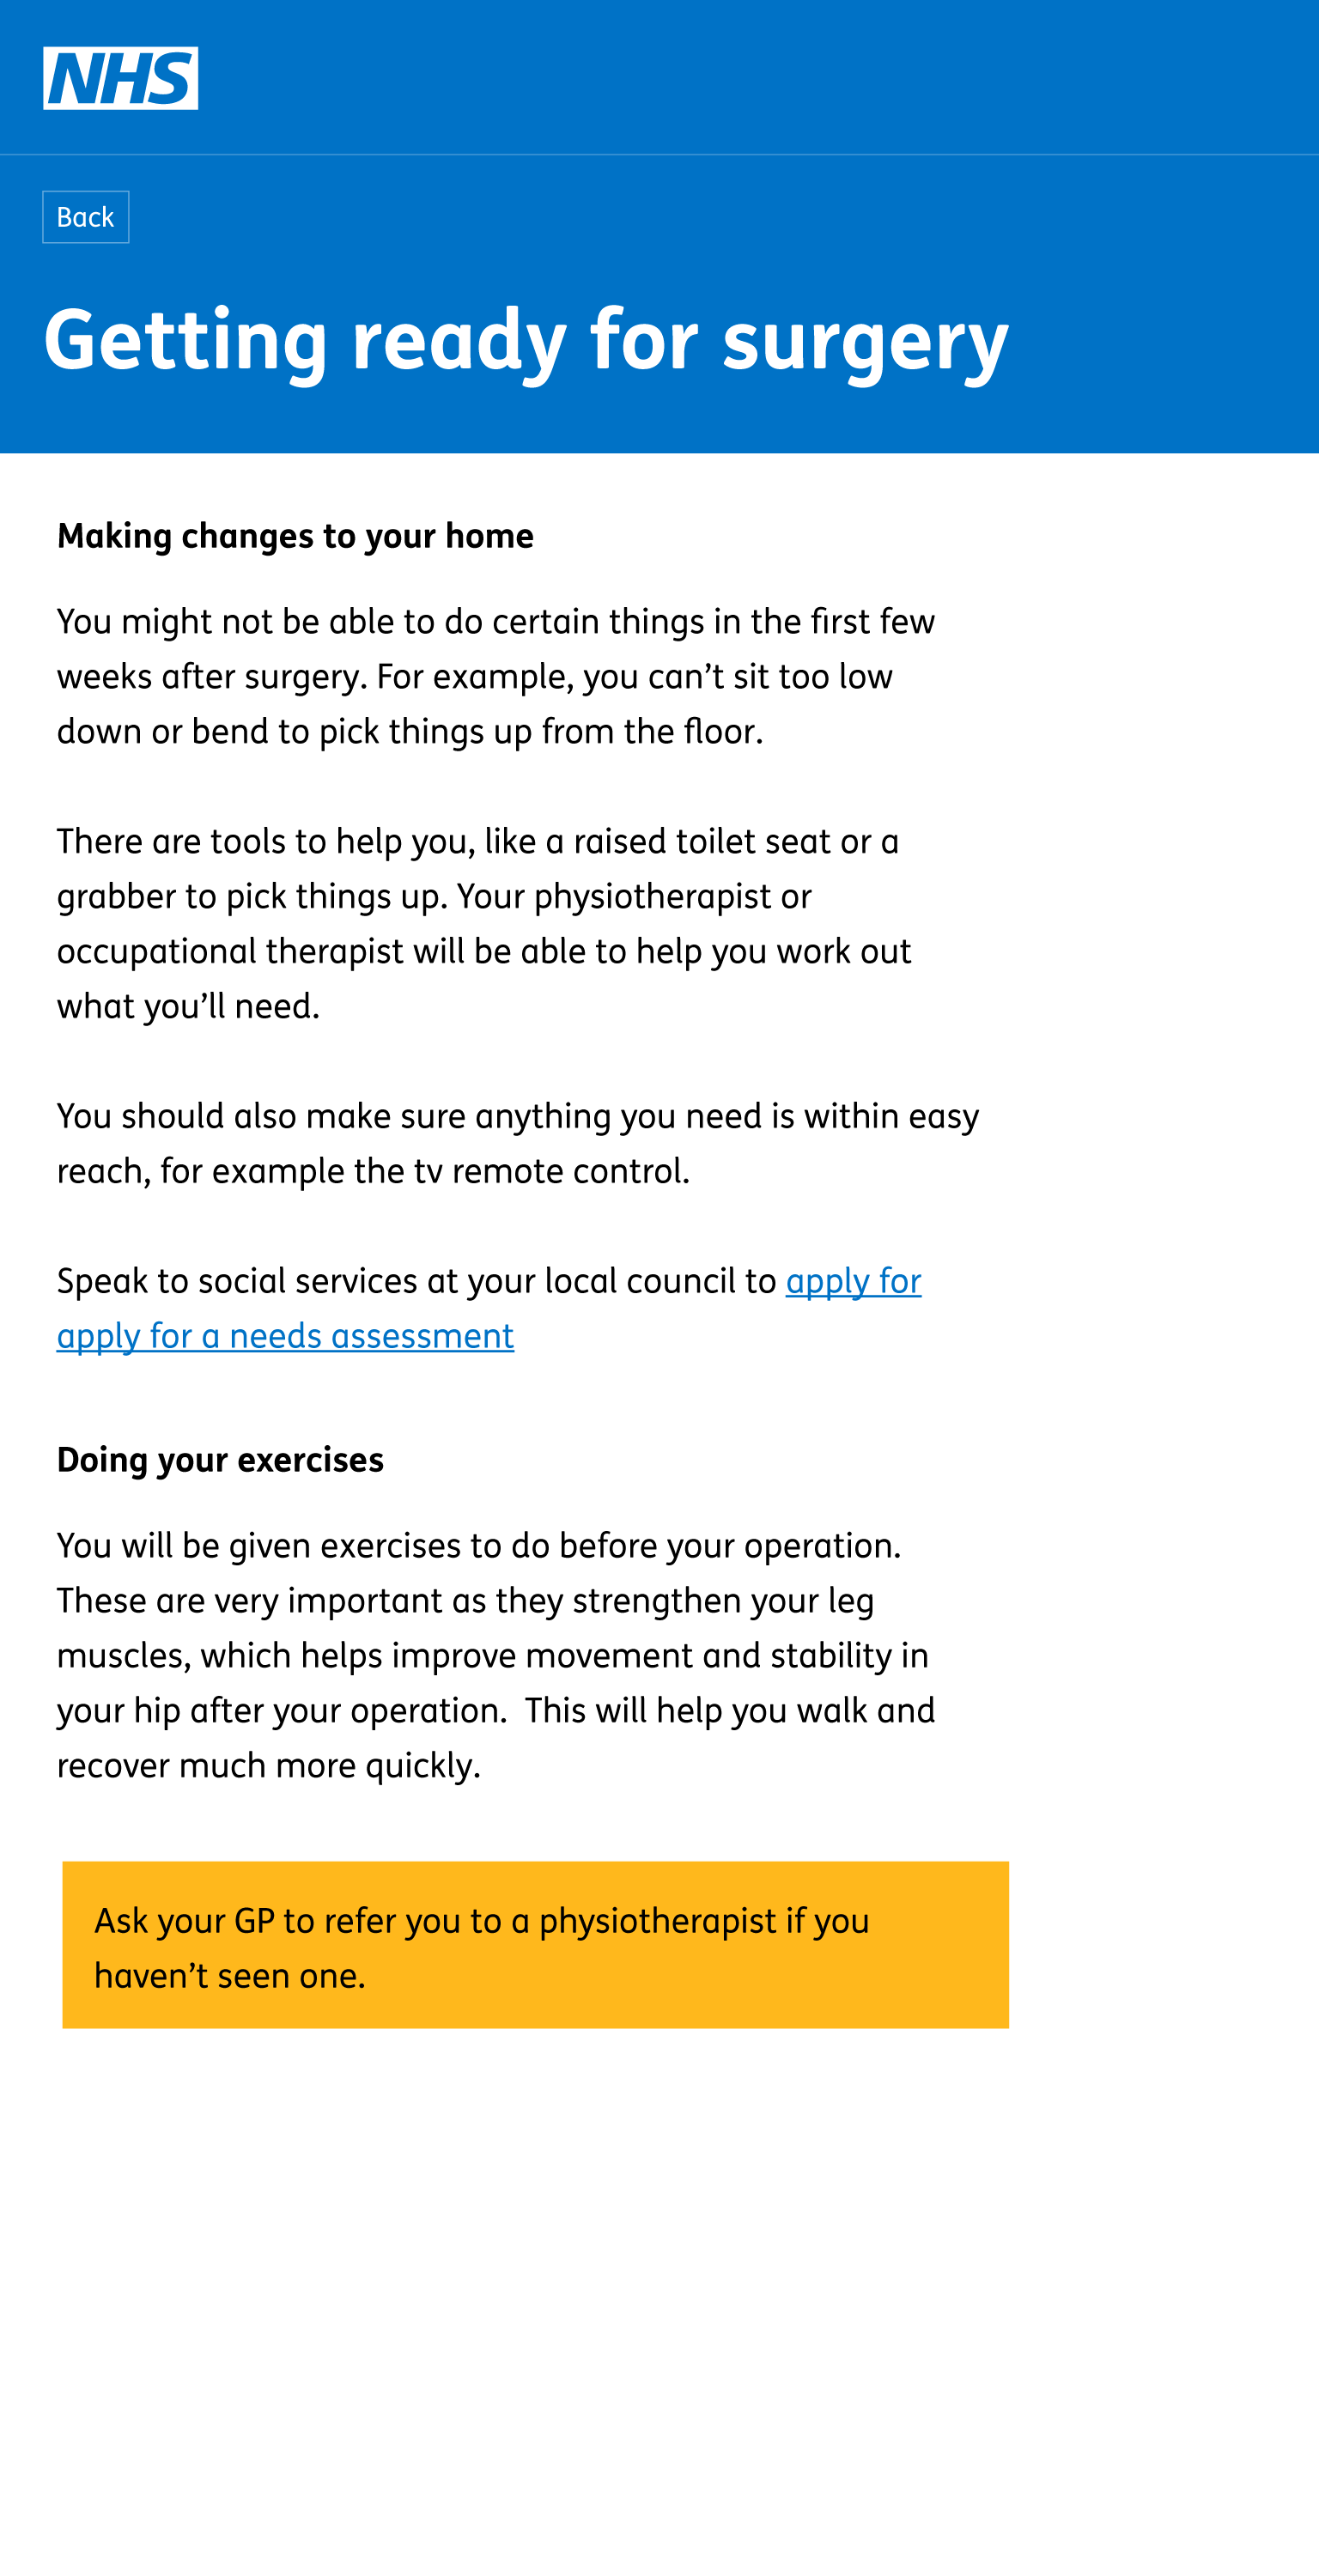 NHS
Back
Getting ready for surgery
Making changes to your home
You might not be able to do certain things in the first few
weeks after surgery. For example, you can’t sit too low
down or bend to pick things up from the floor.
There are tools to help you, like a raised toilet seat or a
grabber to pick things up. Your physiotherapist or
occupational therapist will be able to help you work out
what you’ll need.
You should also make sure anything you need is within easy
reach, for example the tv remote control.
Speak to social services at your local council to apply for
apply for a needs assessment
Doing your exercises
You will be given exercises to do before your operation.
These are very important as they strengthen your leg
muscles, which helps improve movement and stability in
your hip after your operation.  This will help you walk and
recover much more quickly.
Ask your GP to refer you to a physiotherapist if you
haven’t seen one.